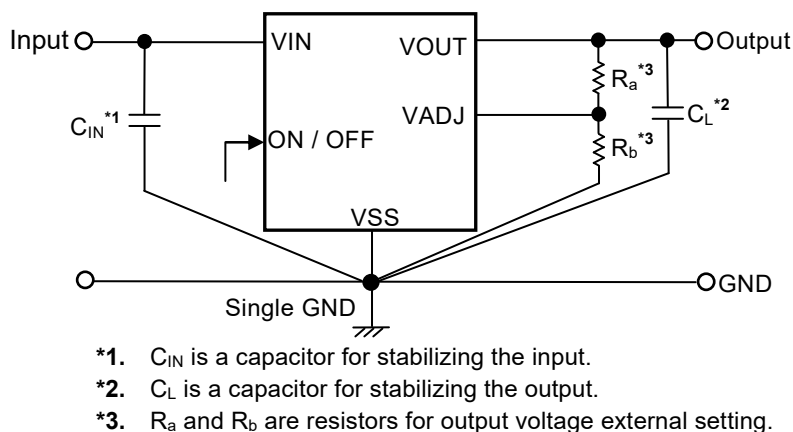 Input
VIN
VOUT
Output
Ra*3
CIN*1
VADJ
CL*2
ON / OFF
Rb*3
VSS
GND
Single GND
*1. CIN is a capacitor for stabilizing the input.
*2. CL is a capacitor for stabilizing the output.
*3. Ra and Rb are resistors for output voltage external setting.